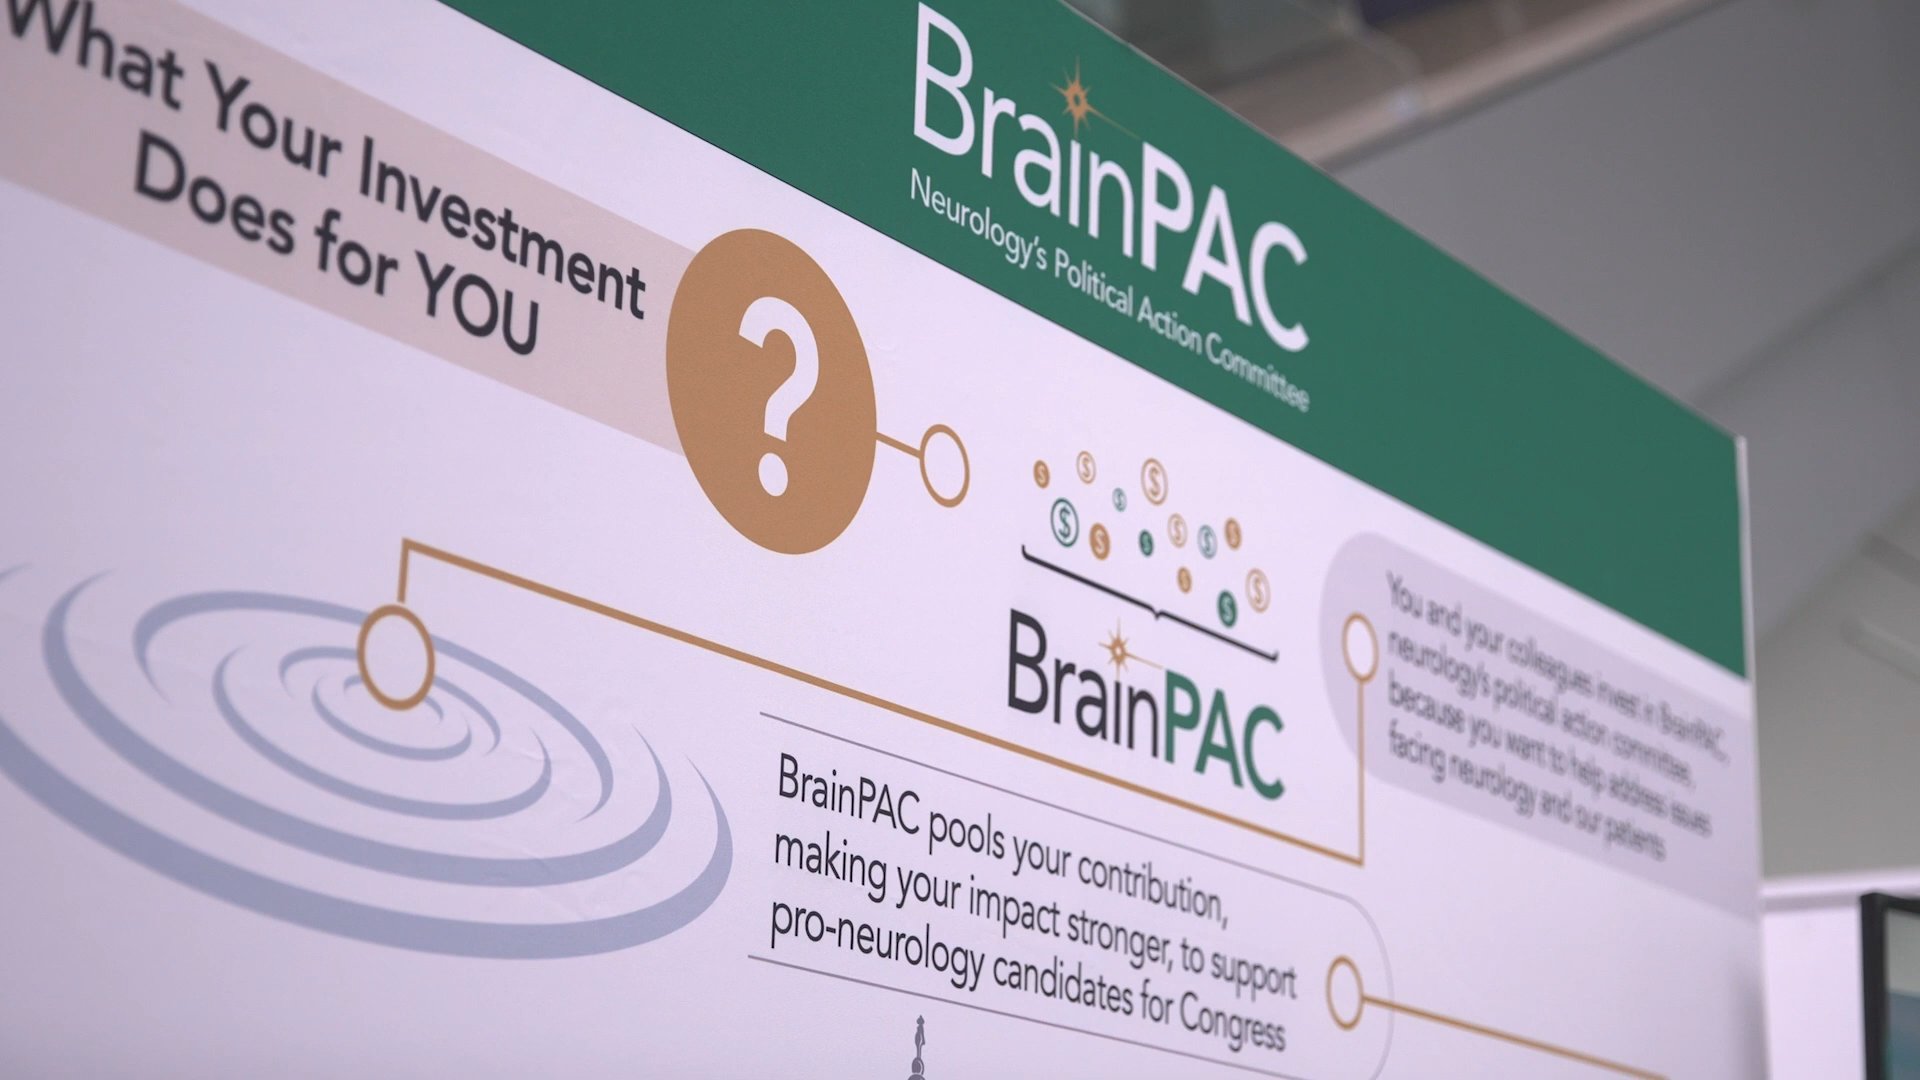 BrainPAC
Neurology's Political Action Committee
What Your Investment
Does for YOU
?
BrainPAC
You and your colleagues invest in BrainPAC,
neurology's political action committee,
because you want to help address issues
facing neurology and our patients
BrainPAC pools your contribution,
making your impact stronger, to support
pro-neurology candidates for Congress